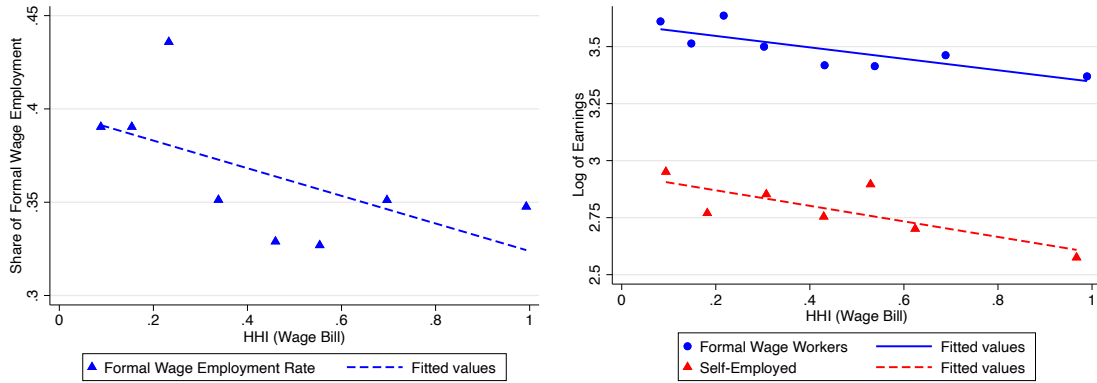 Share of Formal Wage Employment
.45
.4
.35
.3
0 .2 .4 .6 .8 1
HHI (Wage Bill)
Formal Wage Employment Rate Fitted values
Log of Earnings
3.5
3.25
3
2.75
2.5
0 .2 .4 .6 .8 1
HHI (Wage Bill)
Formal Wage Workers Fitted values
Self-Employed Fitted values